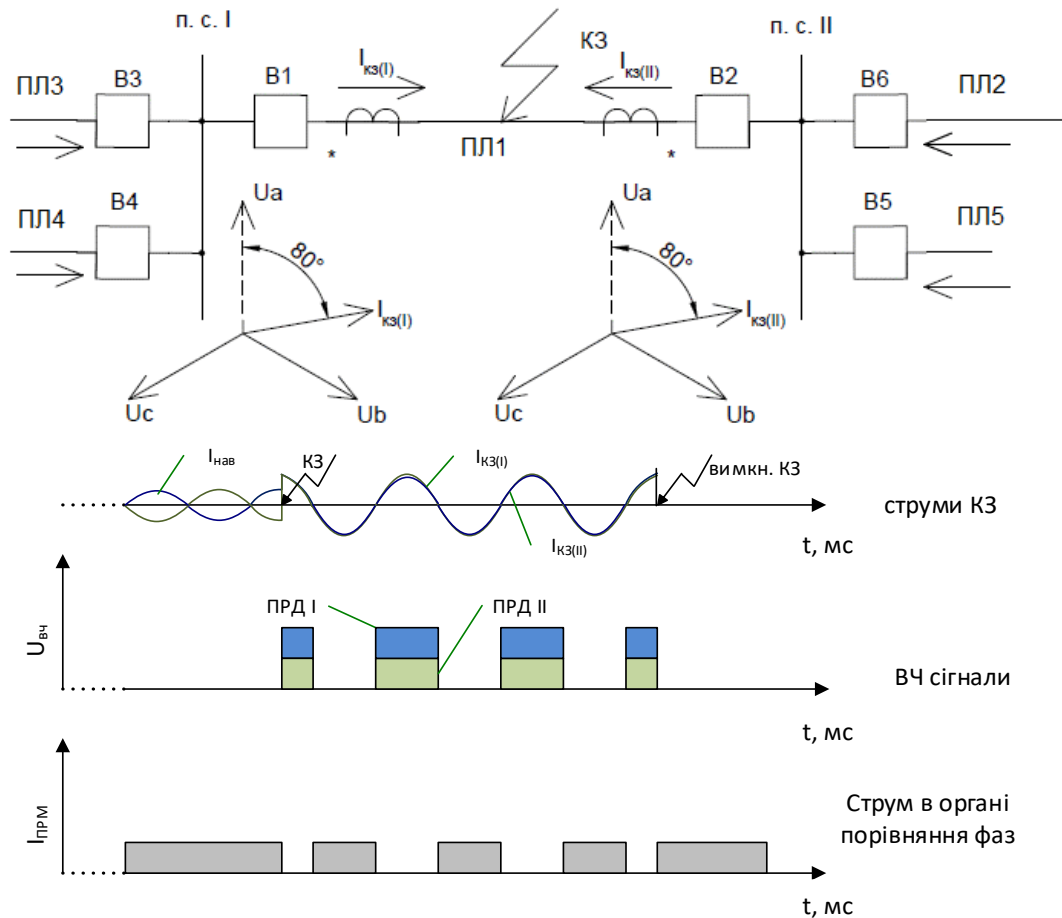 п. с. I
п. с. II
ПЛ3
В3
В1
Iкз(I)
КЗ
Iкз(II)
В2
В6
ПЛ2
*
ПЛ1
*
ПЛ4
В4
Ua
80°
Iкз(I)
Uc
Ub
Ua
80°
Iкз(II)
Uc
Ub
В5
ПЛ5
Iнав
КЗ
IКЗ(I)
вимкн. КЗ
IКЗ(II)
струми КЗ
t, мс
Uвч
ПРД I
ПРД II
ВЧ сігнали
t, мс
IПРМ
Струм в органі
порівняння фаз
t, мс